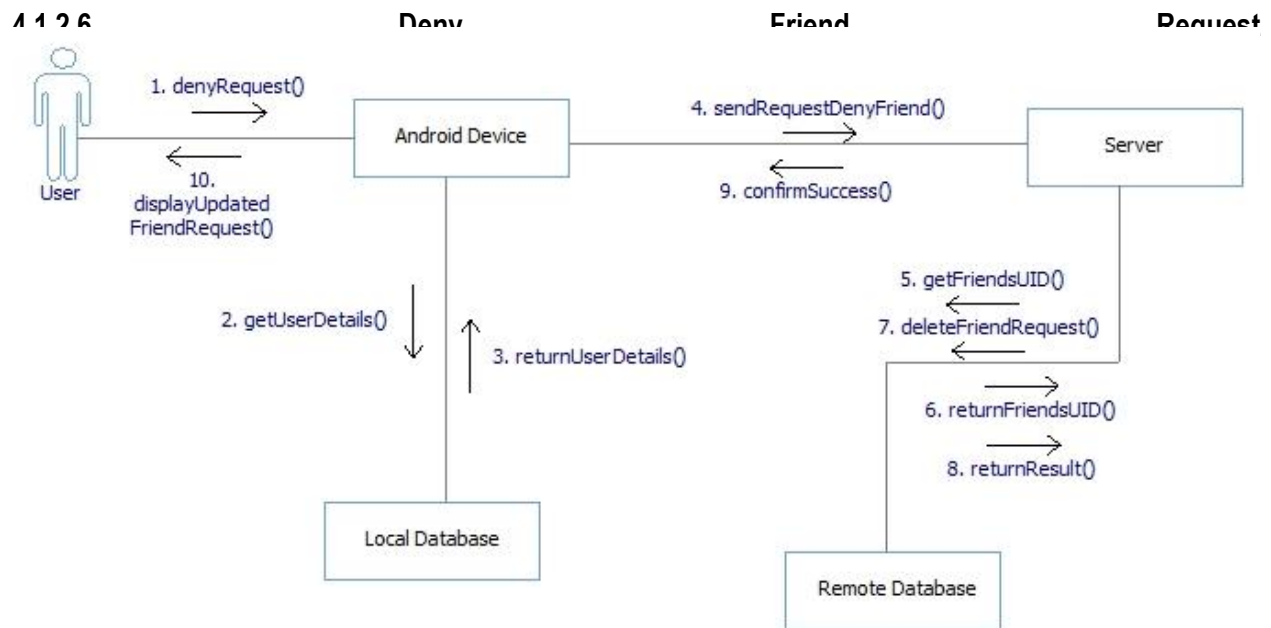 4.1.2.6 Deny Friend Request
1. denyRequest()
4. sendRequestDenyFriend()
Android Device
Server
User
10.
displayUpdated
FriendRequest()
9. confirmSuccess()
5. getFriendsUID()
2. getUserDetails()
7. deleteFriendRequest()
3. returnUserDetails()
6. returnFriendsUID()
8. returnResult()
Local Database
Remote Database